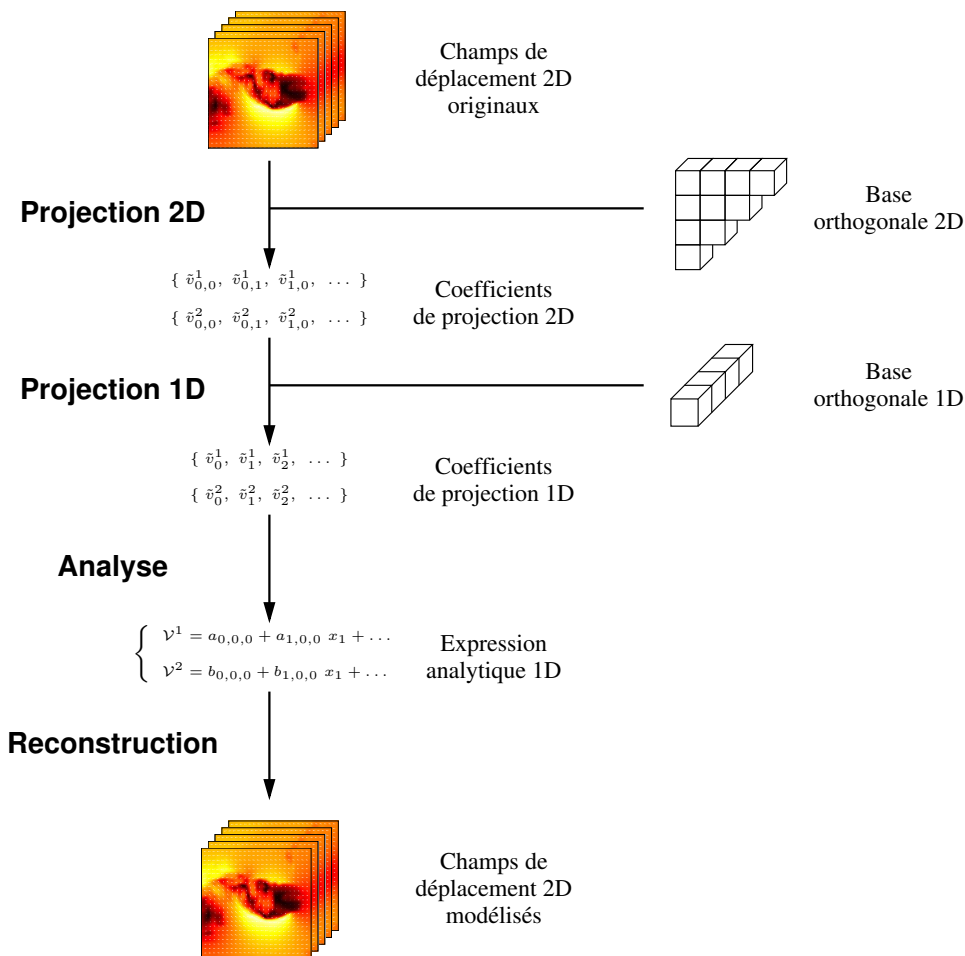 Champs de
déplacement 2D
originaux
Projection 2D
Base
orthogonale 2D
{ ṽ¹₀,₀, ṽ¹₀,₁, ṽ¹₁,₀, … }
{ ṽ²₀,₀, ṽ²₀,₁, ṽ²₁,₀, … }
Coefficients
de projection 2D
Projection 1D
Base
orthogonale 1D
{ ṽ¹₀, ṽ¹₁, ṽ¹₂, … }
{ ṽ²₀, ṽ²₁, ṽ²₂, … }
Coefficients
de projection 1D
Analyse
𝒱¹ = a₀,₀,₀ + a₁,₀,₀ x₁ + …
𝒱² = b₀,₀,₀ + b₁,₀,₀ x₁ + …
Expression
analytique 1D
Reconstruction
Champs de
déplacement 2D
modélisés